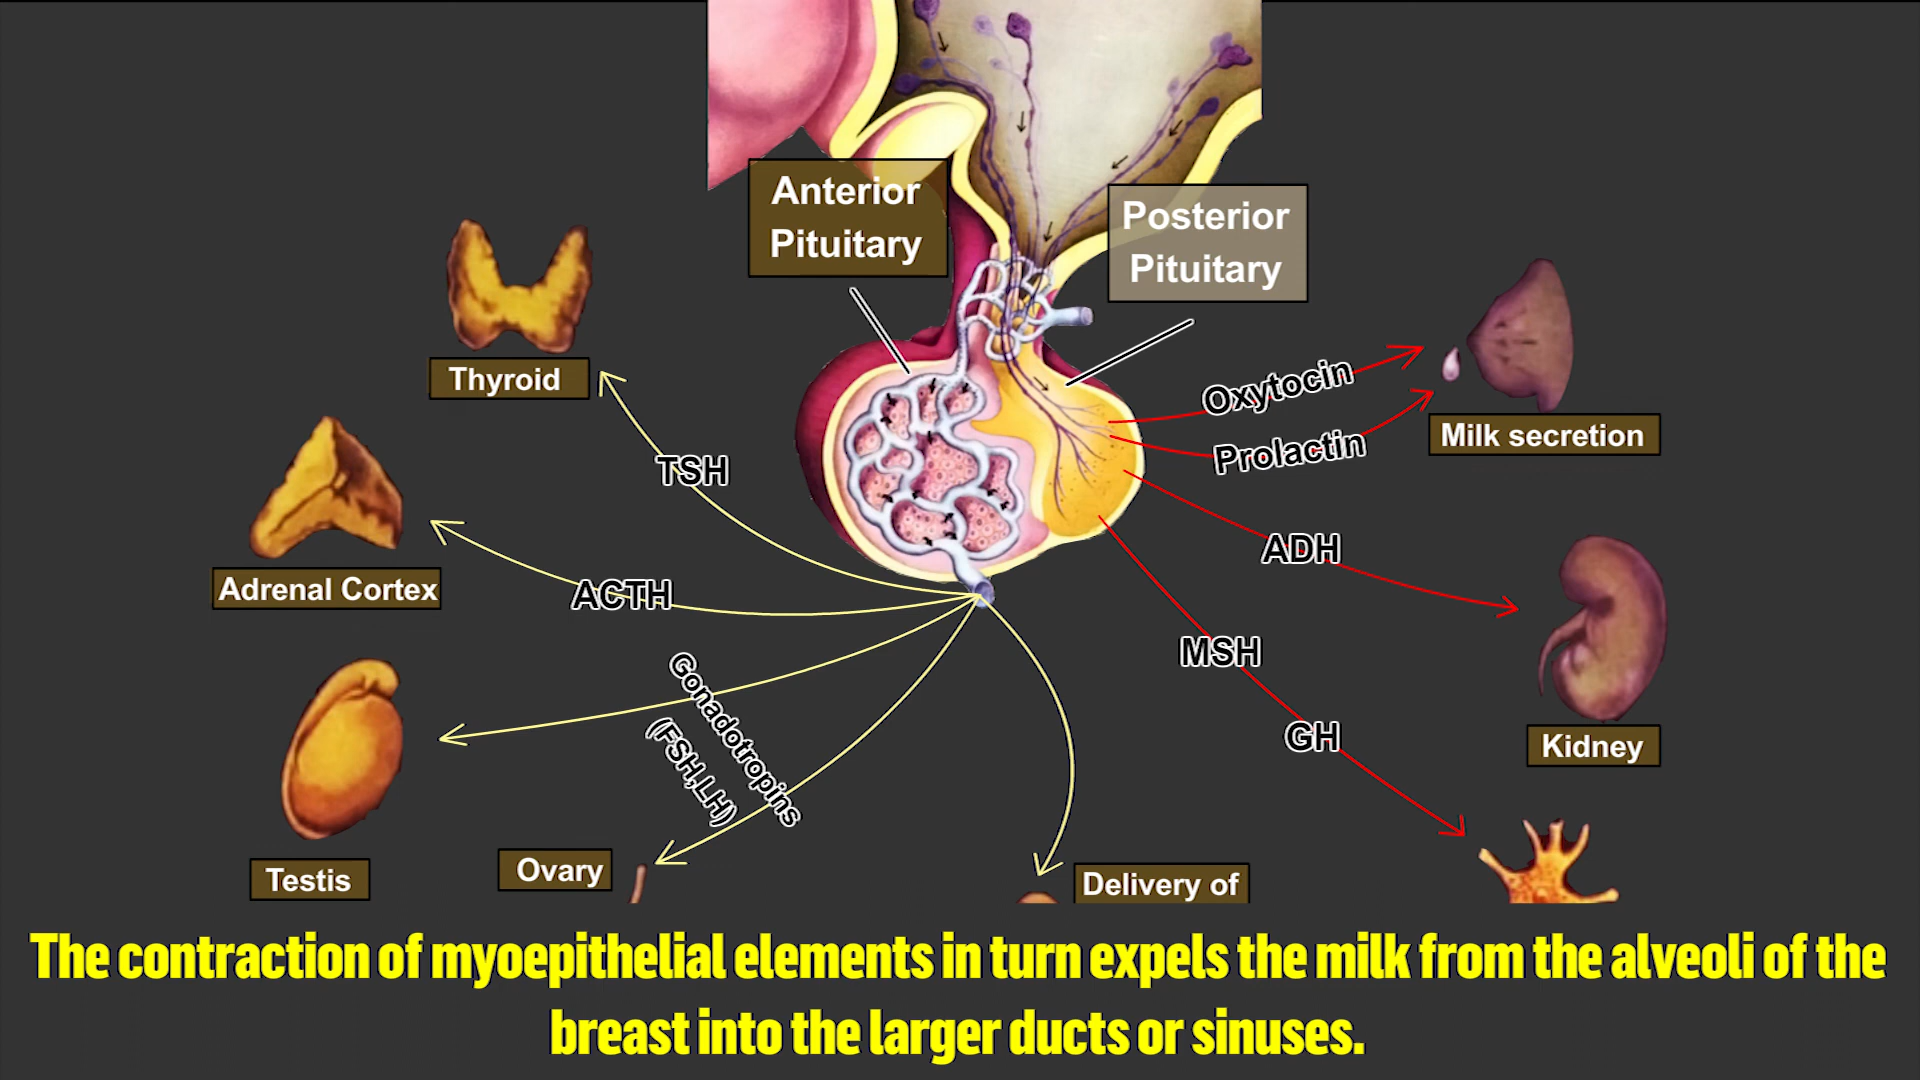 Anterior
Pituitary
Posterior
Pituitary
Thyroid
Oxytocin
Prolactin
Milk secretion
TSH
Adrenal Cortex
ACTH
ADH
MSH
GH
Kidney
Gonadotropins
(FSH,LH)
Testis
Ovary
Delivery of
The contraction of myoepithelial elements in turn expels the milk from the alveoli of the
breast into the larger ducts or sinuses.